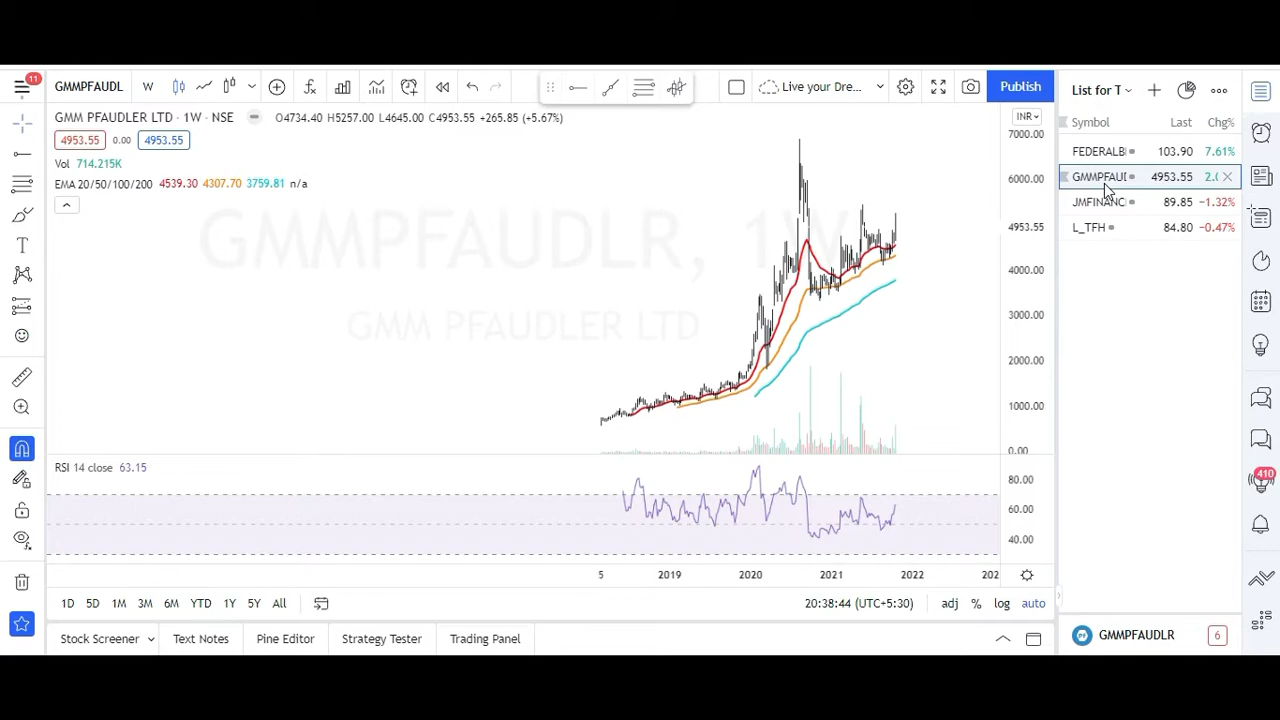 11
GMMPFAUDL W Live your Dre... Publish
List for T
GMM PFAUDLER LTD · 1W · NSE O4734.40 H5257.00 L4645.00 C4953.55 +265.85 (+5.67%)
INR
Symbol Last Chg%
4953.55 0.00 4953.55
Vol 714.215K
EMA 20/50/100/200 4539.30 4307.70 3759.81 n/a
FEDERALB 103.90 7.61%
GMMPFAUD 4953.55 2.0
JMFINANC 89.85 −1.32%
L_TFH 84.80 −0.47%
GMMPFAUDLR, 1W
GMM PFAUDLER LTD
7000.00
6000.00
4953.55
4000.00
3000.00
2000.00
1000.00
0.00
RSI 14 close 63.15
80.00
60.00
40.00
410
5 2019 2020 2021 2022 202
1D 5D 1M 3M 6M YTD 1Y 5Y All 20:38:44 (UTC+5:30) adj % log auto
Stock Screener Text Notes Pine Editor Strategy Tester Trading Panel
GMMPFAUDLR 6